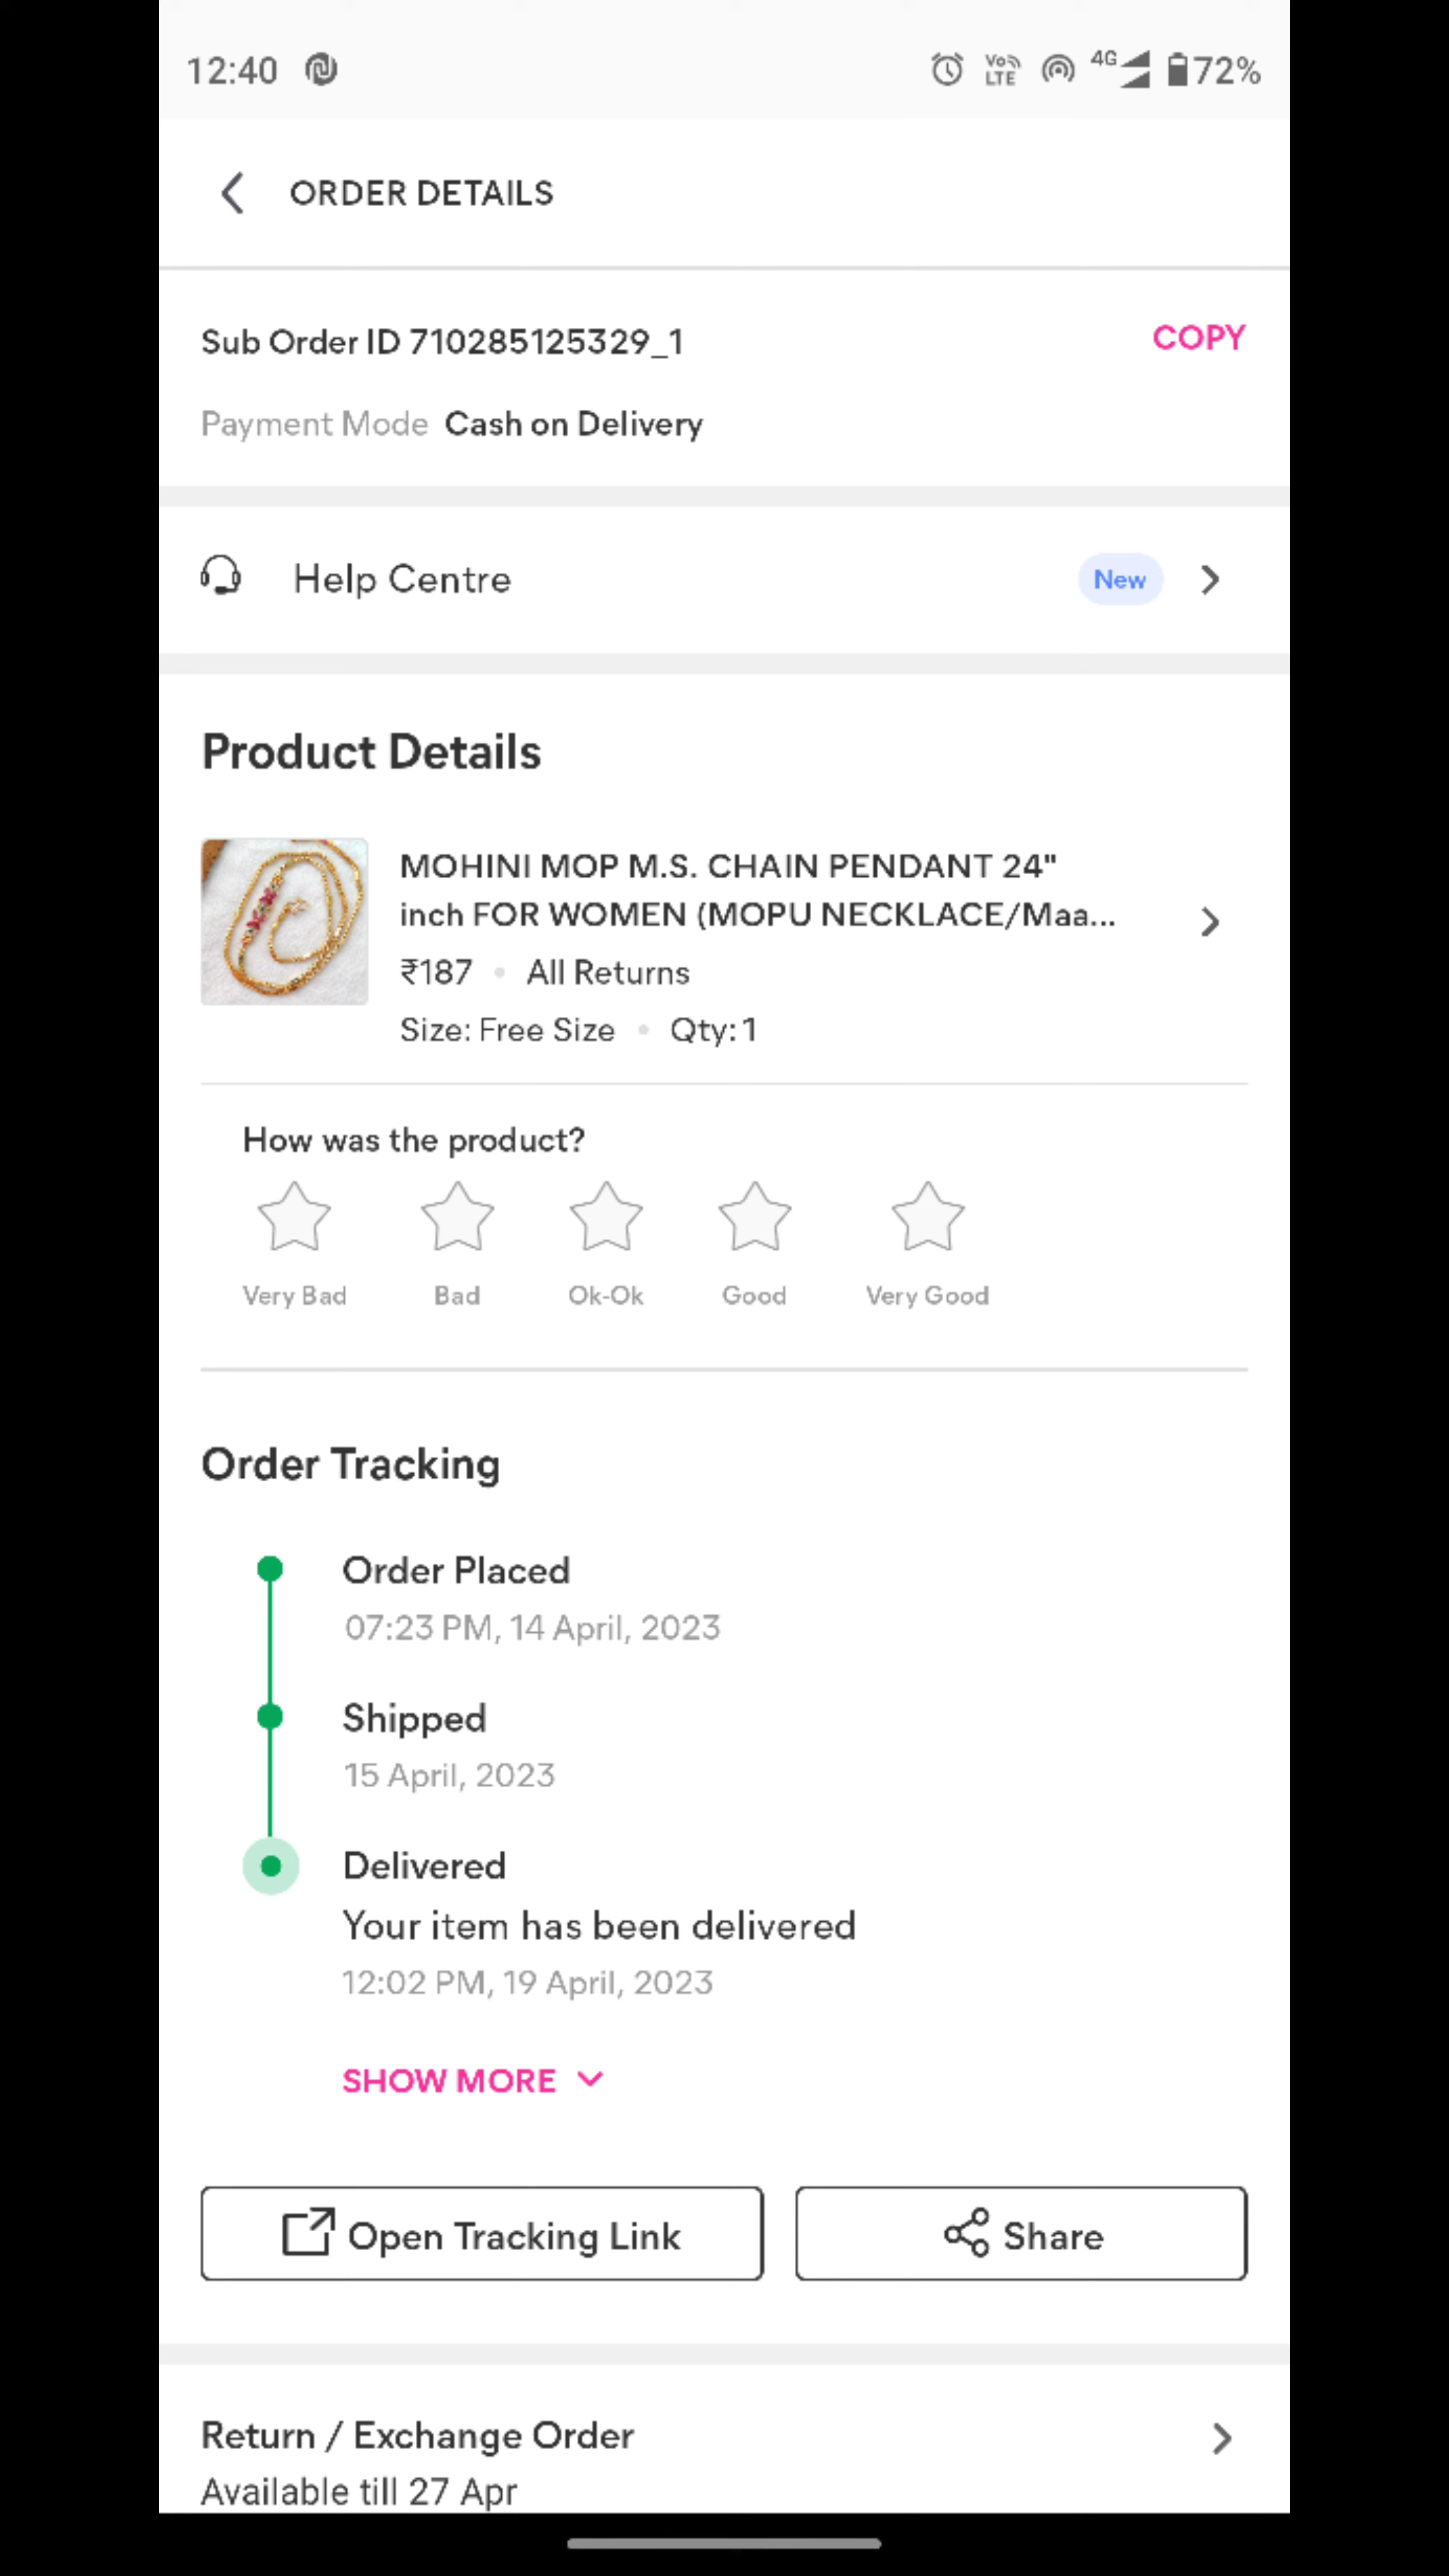 12:40
Vo LTE 4G 72%
ORDER DETAILS
Sub Order ID 710285125329_1
COPY
Payment Mode Cash on Delivery
Help Centre
New
Product Details
MOHINI MOP M.S. CHAIN PENDANT 24"
inch FOR WOMEN (MOPU NECKLACE/Maa...
₹187 • All Returns
Size: Free Size • Qty: 1
How was the product?
Very Bad Bad Ok-Ok Good Very Good
Order Tracking
Order Placed
07:23 PM, 14 April, 2023
Shipped
15 April, 2023
Delivered
Your item has been delivered
12:02 PM, 19 April, 2023
SHOW MORE
Open Tracking Link
Share
Return / Exchange Order
Available till 27 Apr